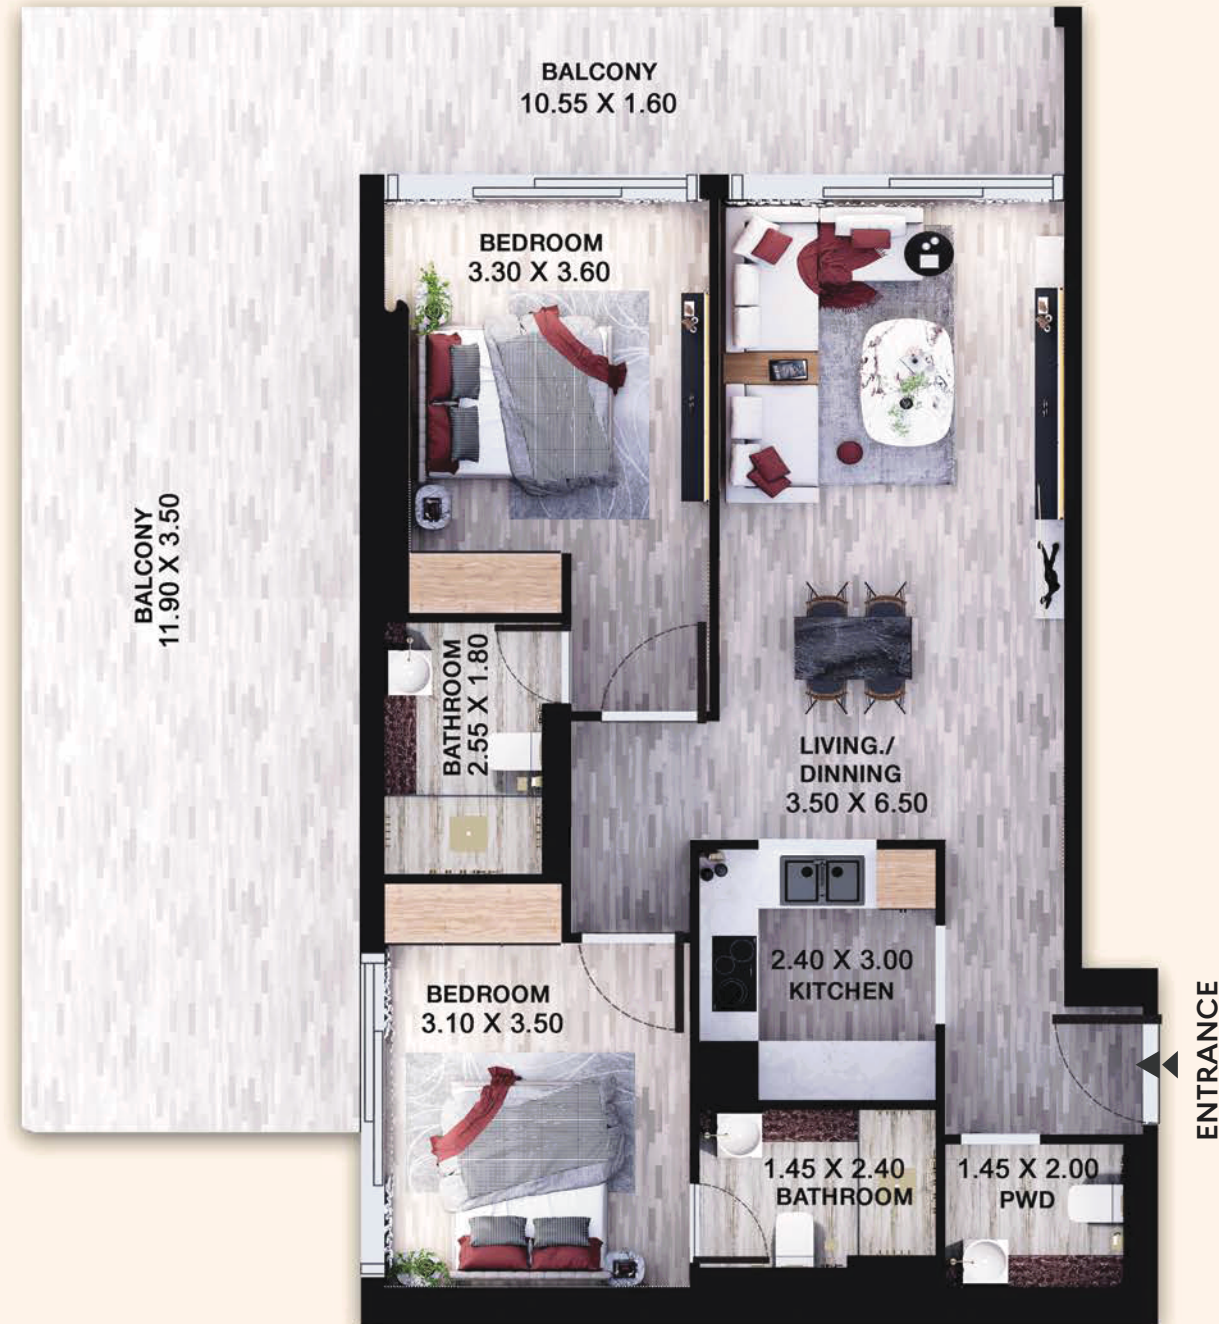 BALCONY
10.55 X 1.60
BEDROOM
3.30 X 3.60
BALCONY
11.90 X 3.50
BATHROOM
2.55 X 1.80
LIVING./
DINNING
3.50 X 6.50
2.40 X 3.00
KITCHEN
BEDROOM
3.10 X 3.50
ENTRANCE
1.45 X 2.40
BATHROOM
1.45 X 2.00
PWD